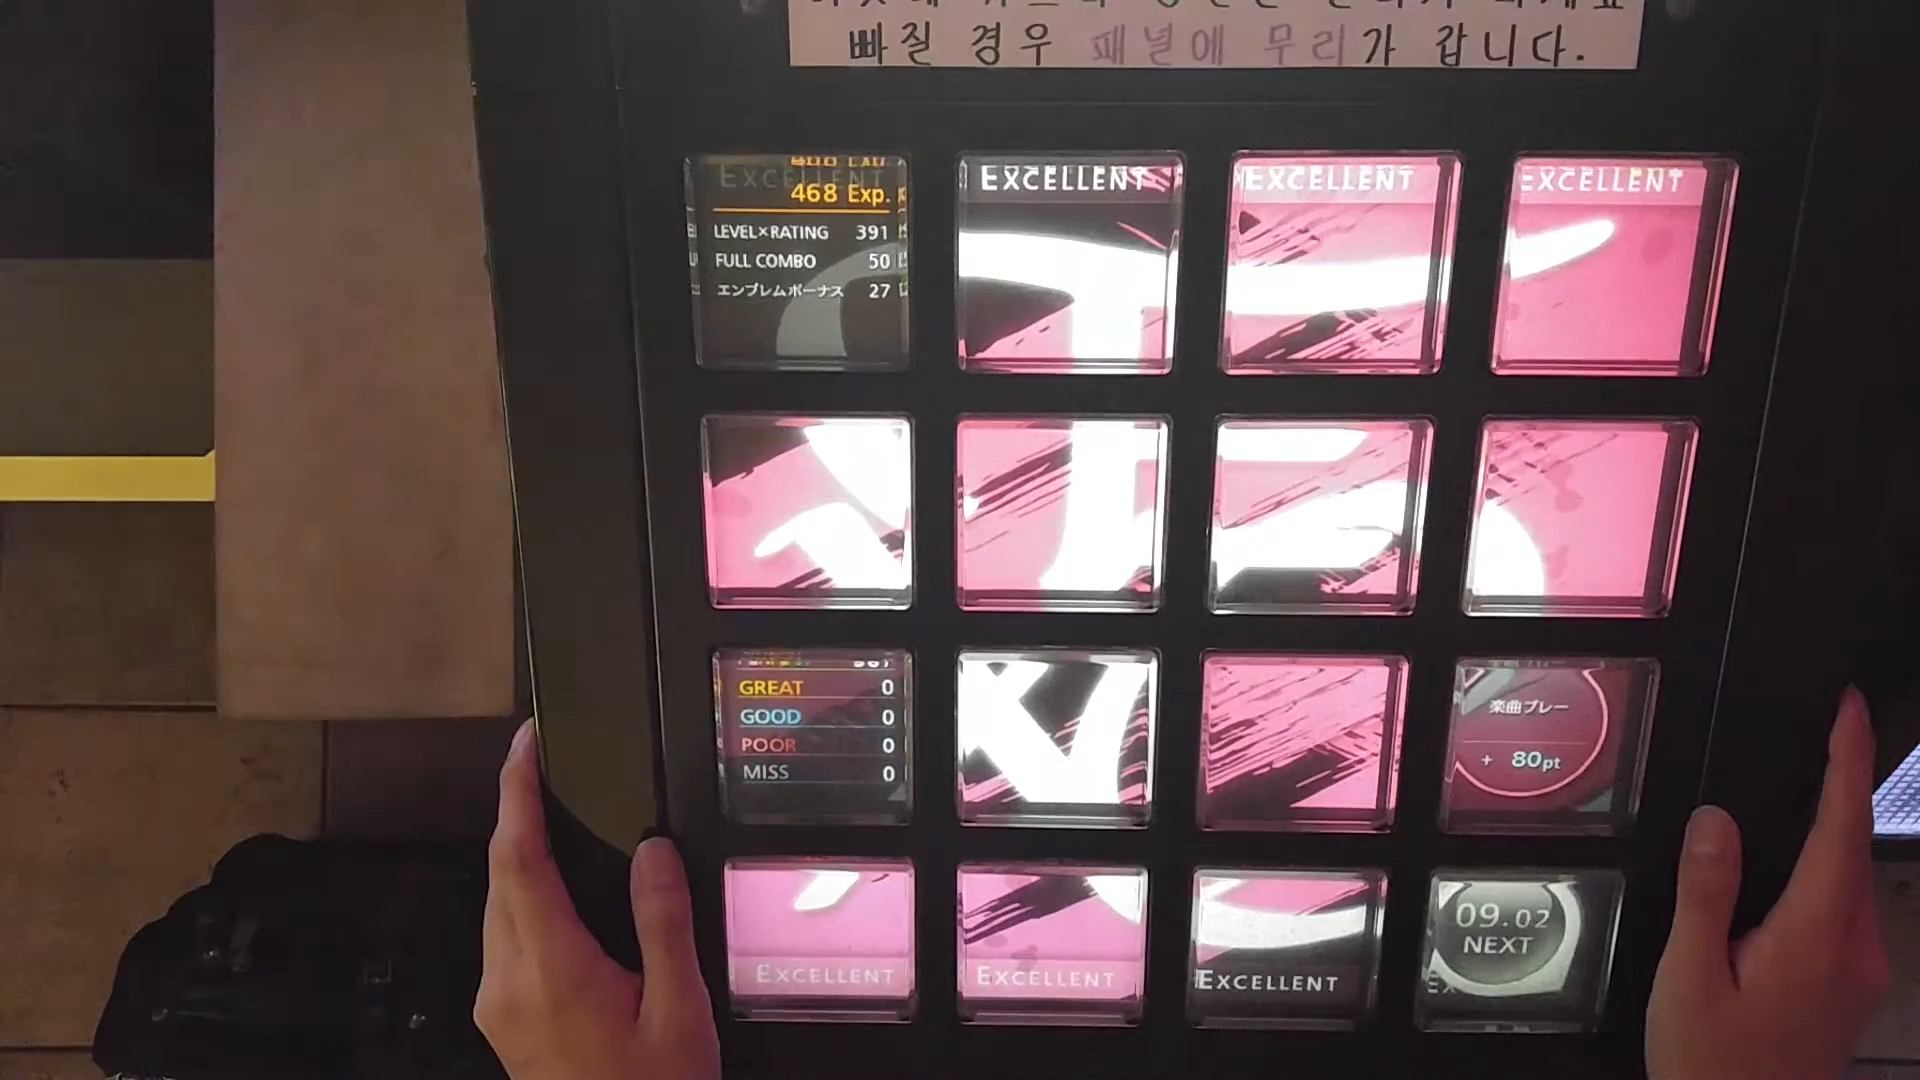 빠질 경우 패널에 무리가 갑니다.
EXCELLENT
468 Exp.
LEVEL×RATING 391
FULL COMBO 50
エンブレムボーナス 27
EXCELLENT
EXCELLENT
EXCELLENT
GREAT 0
GOOD 0
POOR 0
MISS 0
楽曲プレー
+ 80pt
EXCELLENT
EXCELLENT
EXCELLENT
09.02
NEXT